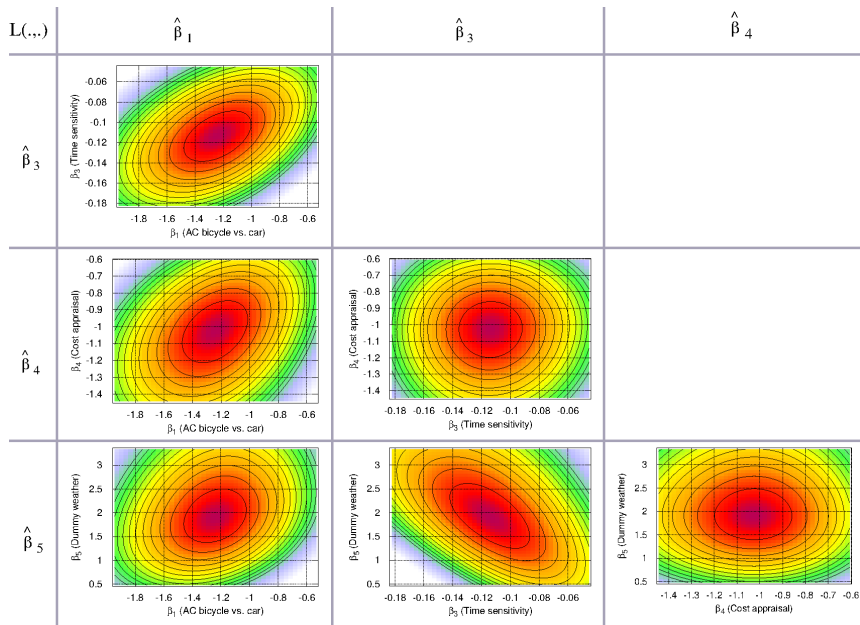 L(.,.)
β̂ 1
β̂ 3
β̂ 4
β̂ 3
β3 (Time sensitivity)
-0.06
-0.08
-0.1
-0.12
-0.14
-0.16
-0.18
-1.8 -1.6 -1.4 -1.2 -1 -0.8 -0.6
β1 (AC bicycle vs. car)
β̂ 4
β4 (Cost appraisal)
-0.6
-0.7
-0.8
-0.9
-1
-1.1
-1.2
-1.3
-1.4
-1.8 -1.6 -1.4 -1.2 -1 -0.8 -0.6
β1 (AC bicycle vs. car)
β4 (Cost appraisal)
-0.6
-0.7
-0.8
-0.9
-1
-1.1
-1.2
-1.3
-1.4
-0.18 -0.16 -0.14 -0.12 -0.1 -0.08 -0.06
β3 (Time sensitivity)
β̂ 5
β5 (Dummy weather)
3
2.5
2
1.5
1
0.5
-1.8 -1.6 -1.4 -1.2 -1 -0.8 -0.6
β1 (AC bicycle vs. car)
β5 (Dummy weather)
3
2.5
2
1.5
1
0.5
-0.18 -0.16 -0.14 -0.12 -0.1 -0.08 -0.06
β3 (Time sensitivity)
β5 (Dummy weather)
3
2.5
2
1.5
1
0.5
-1.4 -1.3 -1.2 -1.1 -1 -0.9 -0.8 -0.7 -0.6
β4 (Cost appraisal)